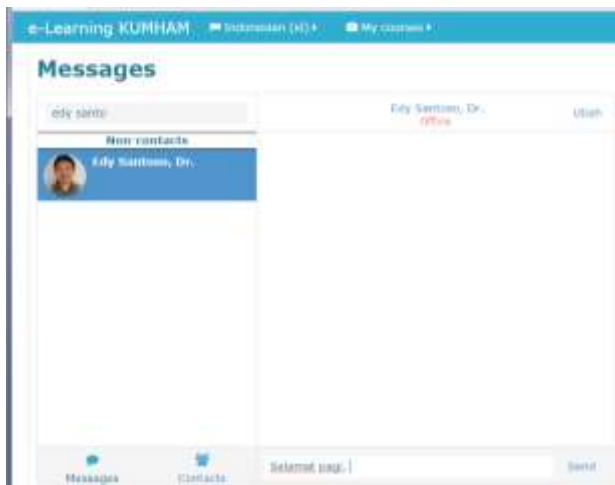 e-Learning KUMHAM Indonesian (id) My courses
Messages
edy santo
Edy Santoso, Dr.
Offline
Ubah
Non contacts
Edy Santoso, Dr.
Messages
Contacts
Selamat pagi.
Send